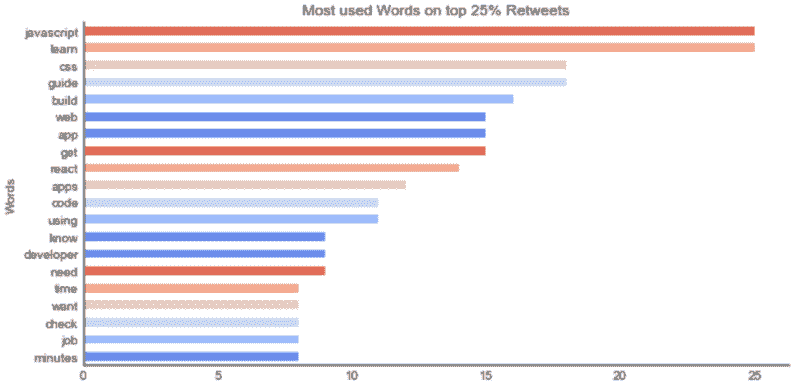 Most used Words on top 25% Retweets
Words
javascript
learn
css
guide
build
web
app
get
react
apps
code
using
know
developer
need
time
want
check
job
minutes
0 5 10 15 20 25